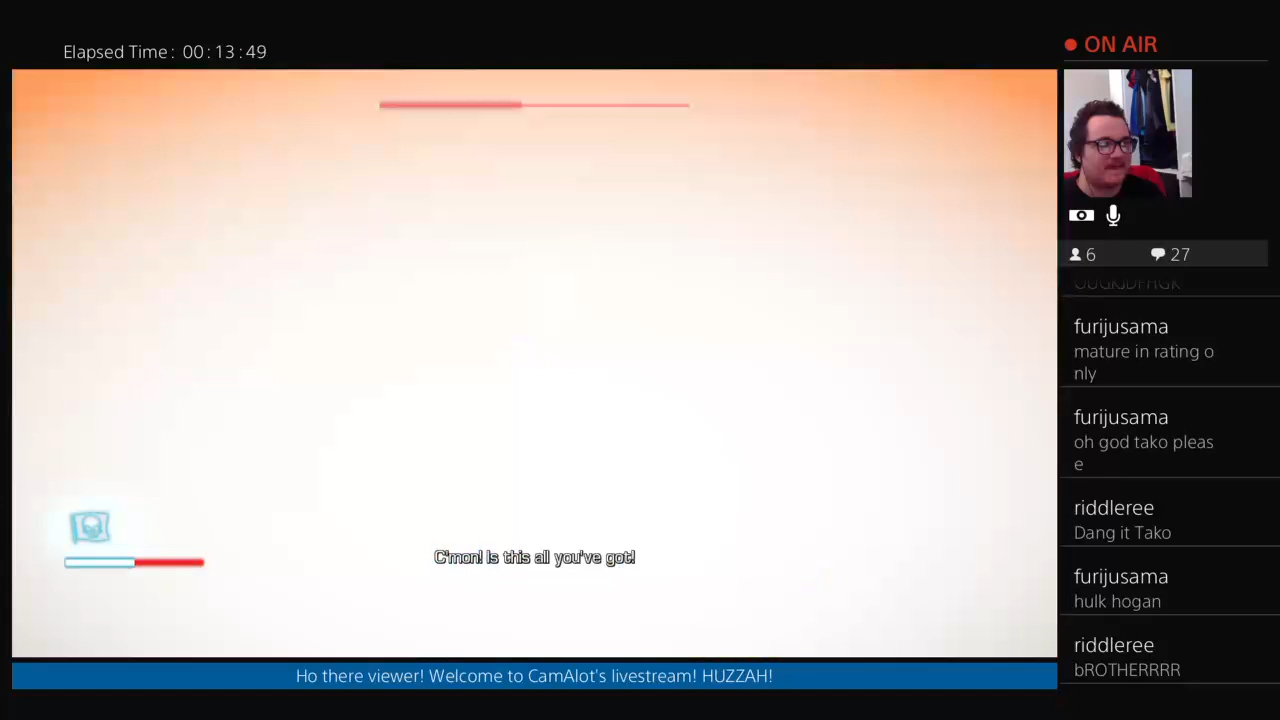 Elapsed Time: 00:13:49
ON AIR
6 27
furijusama
mature in rating o
nly
furijusama
oh god tako pleas
e
riddleree
Dang it Tako
furijusama
hulk hogan
riddleree
bROTHERRRR
C'mon! Is this all you've got!
Ho there viewer! Welcome to CamAlot's livestream! HUZZAH!